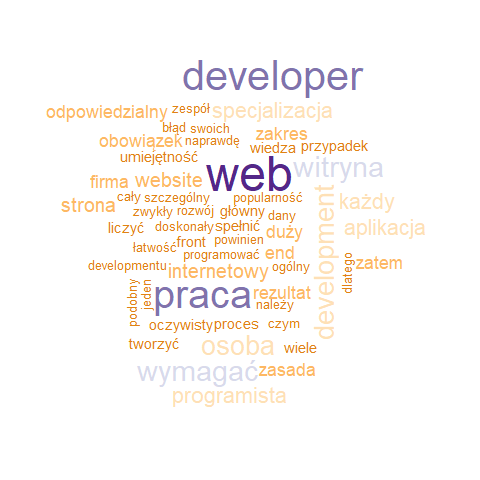 developer
odpowiedzialny
zespół
specjalizacja
błąd
swoich
zakres
obowiązek
naprawdę
wiedza
przypadek
umiejętność
web
witryna
firma
website
cały
szczególny
popularność
każdy
strona
zwykły
rozwój
główny
dany
development
liczyć
doskonały
spełnić
duży
aplikacja
front
powinien
łatwość
programować
end
developmentu
internetowy
ogólny
dlatego
zatem
podobny
jeden
praca
rezultat
należy
oczywisty
proces
czym
tworzyć
osoba
wiele
wymagać
zasada
programista